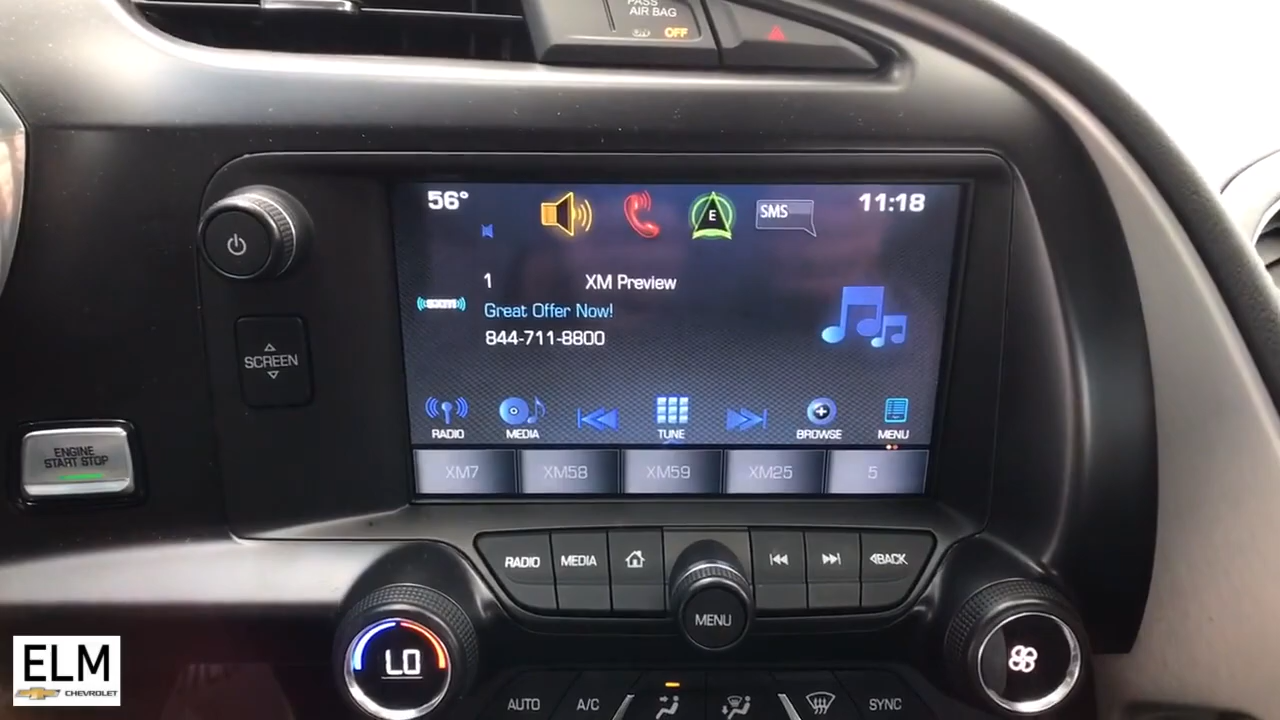 PASS
AIR BAG
ON OFF
56°
E
SMS
11:18
1 XM Preview
((SXM))
Great Offer Now!
844-711-8800
RADIO MEDIA TUNE BROWSE MENU
XM7 XM58 XM59 XM25 5
SCREEN
ENGINE
START STOP
RADIO MEDIA BACK
MENU
LO
AUTO A/C SYNC
ELM
CHEVROLET